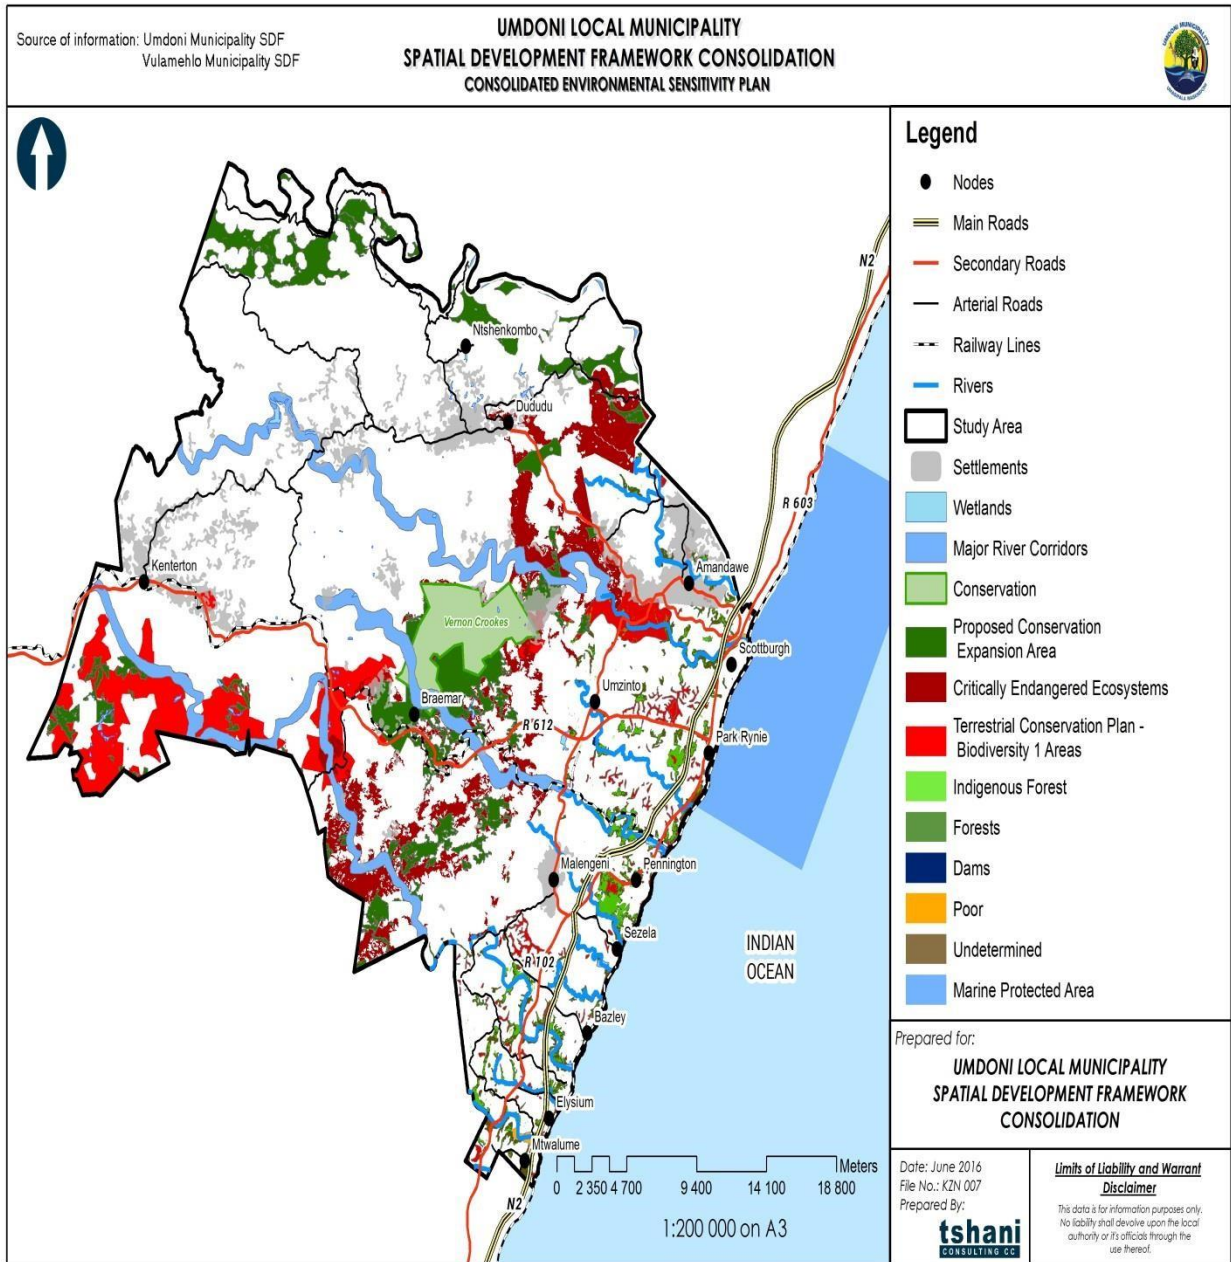 Source of information: Umdoni Municipality SDF
Vulamehlo Municipality SDF
UMDONI LOCAL MUNICIPALITY
SPATIAL DEVELOPMENT FRAMEWORK CONSOLIDATION
CONSOLIDATED ENVIRONMENTAL SENSITIVITY PLAN
UMDONI MUNICIPALITY
N2
Ntshenkombo
Dududu
R 603
Kenterton
Amandawe
Vernon Crookes
Scottburgh
Umzinto
Braemar
R 612
Park Rynie
Malengeni
Pennington
Sezela
INDIAN
OCEAN
R 102
Bazley
Elysium
Mtwalume
N2
Meters
0 2 350 4 700 9 400 14 100 18 800
1:200 000 on A3
Legend
Nodes
Main Roads
Secondary Roads
Arterial Roads
Railway Lines
Rivers
Study Area
Settlements
Wetlands
Major River Corridors
Conservation
Proposed Conservation
Expansion Area
Critically Endangered Ecosystems
Terrestrial Conservation Plan -
Biodiversity 1 Areas
Indigenous Forest
Forests
Dams
Poor
Undetermined
Marine Protected Area
Prepared for:
UMDONI LOCAL MUNICIPALITY
SPATIAL DEVELOPMENT FRAMEWORK
CONSOLIDATION
Date: June 2016
File No.: KZN 007
Prepared By:
tshani
CONSULTING CC
Limits of Liability and Warrant
Disclaimer
This data is for information purposes only.
No liability shall devolve upon the local
authority or it's officials through the
use thereof.